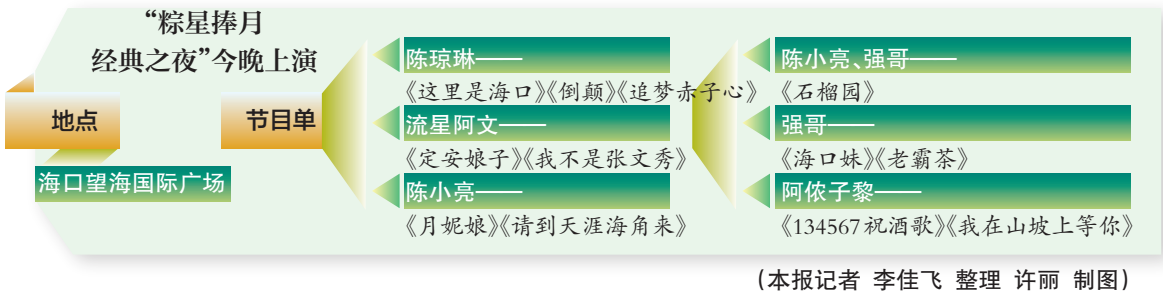 “粽星捧月
经典之夜”今晚上演
地点
海口望海国际广场
节目单
陈琼琳——
《这里是海口》《倒颠》《追梦赤子心》
流星阿文——
《定安娘子》《我不是张文秀》
陈小亮——
《月妮娘》《请到天涯海角来》
陈小亮、强哥——
《石榴园》
强哥——
《海口妹》《老霸茶》
阿侬子黎——
《134567祝酒歌》《我在山坡上等你》
(本报记者 李佳飞 整理 许丽 制图)